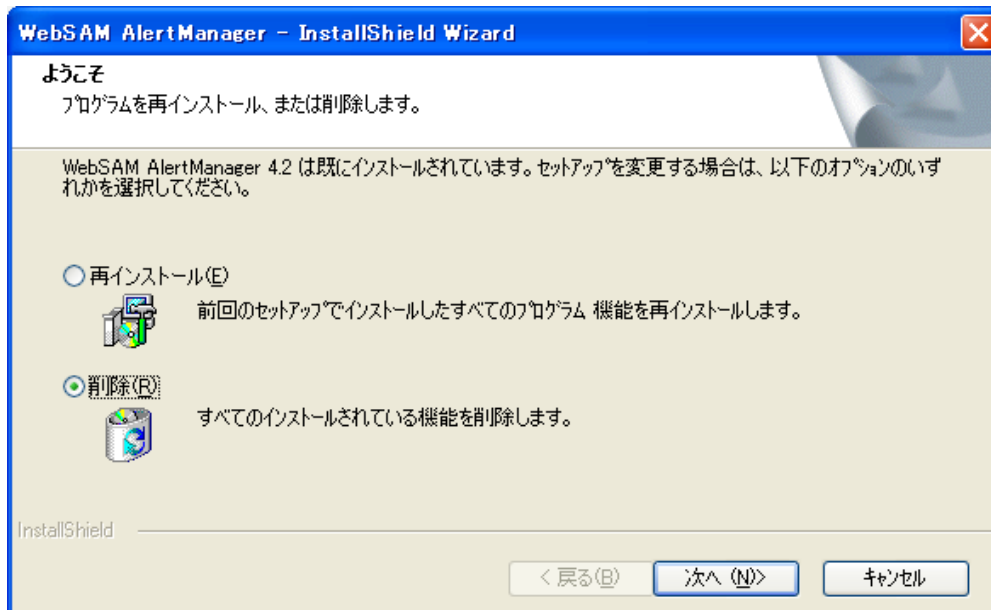 WebSAM AlertManager - InstallShield Wizard
ようこそ
プログラムを再インストール、または削除します。
WebSAM AlertManager 4.2 は既にインストールされています。セットアップを変更する場合は、以下のオプションのいず
れかを選択してください。
再インストール(E)
前回のセットアップでインストールしたすべてのプログラム 機能を再インストールします。
削除(R)
すべてのインストールされている機能を削除します。
InstallShield
< 戻る(B)
次へ (N)>
キャンセル